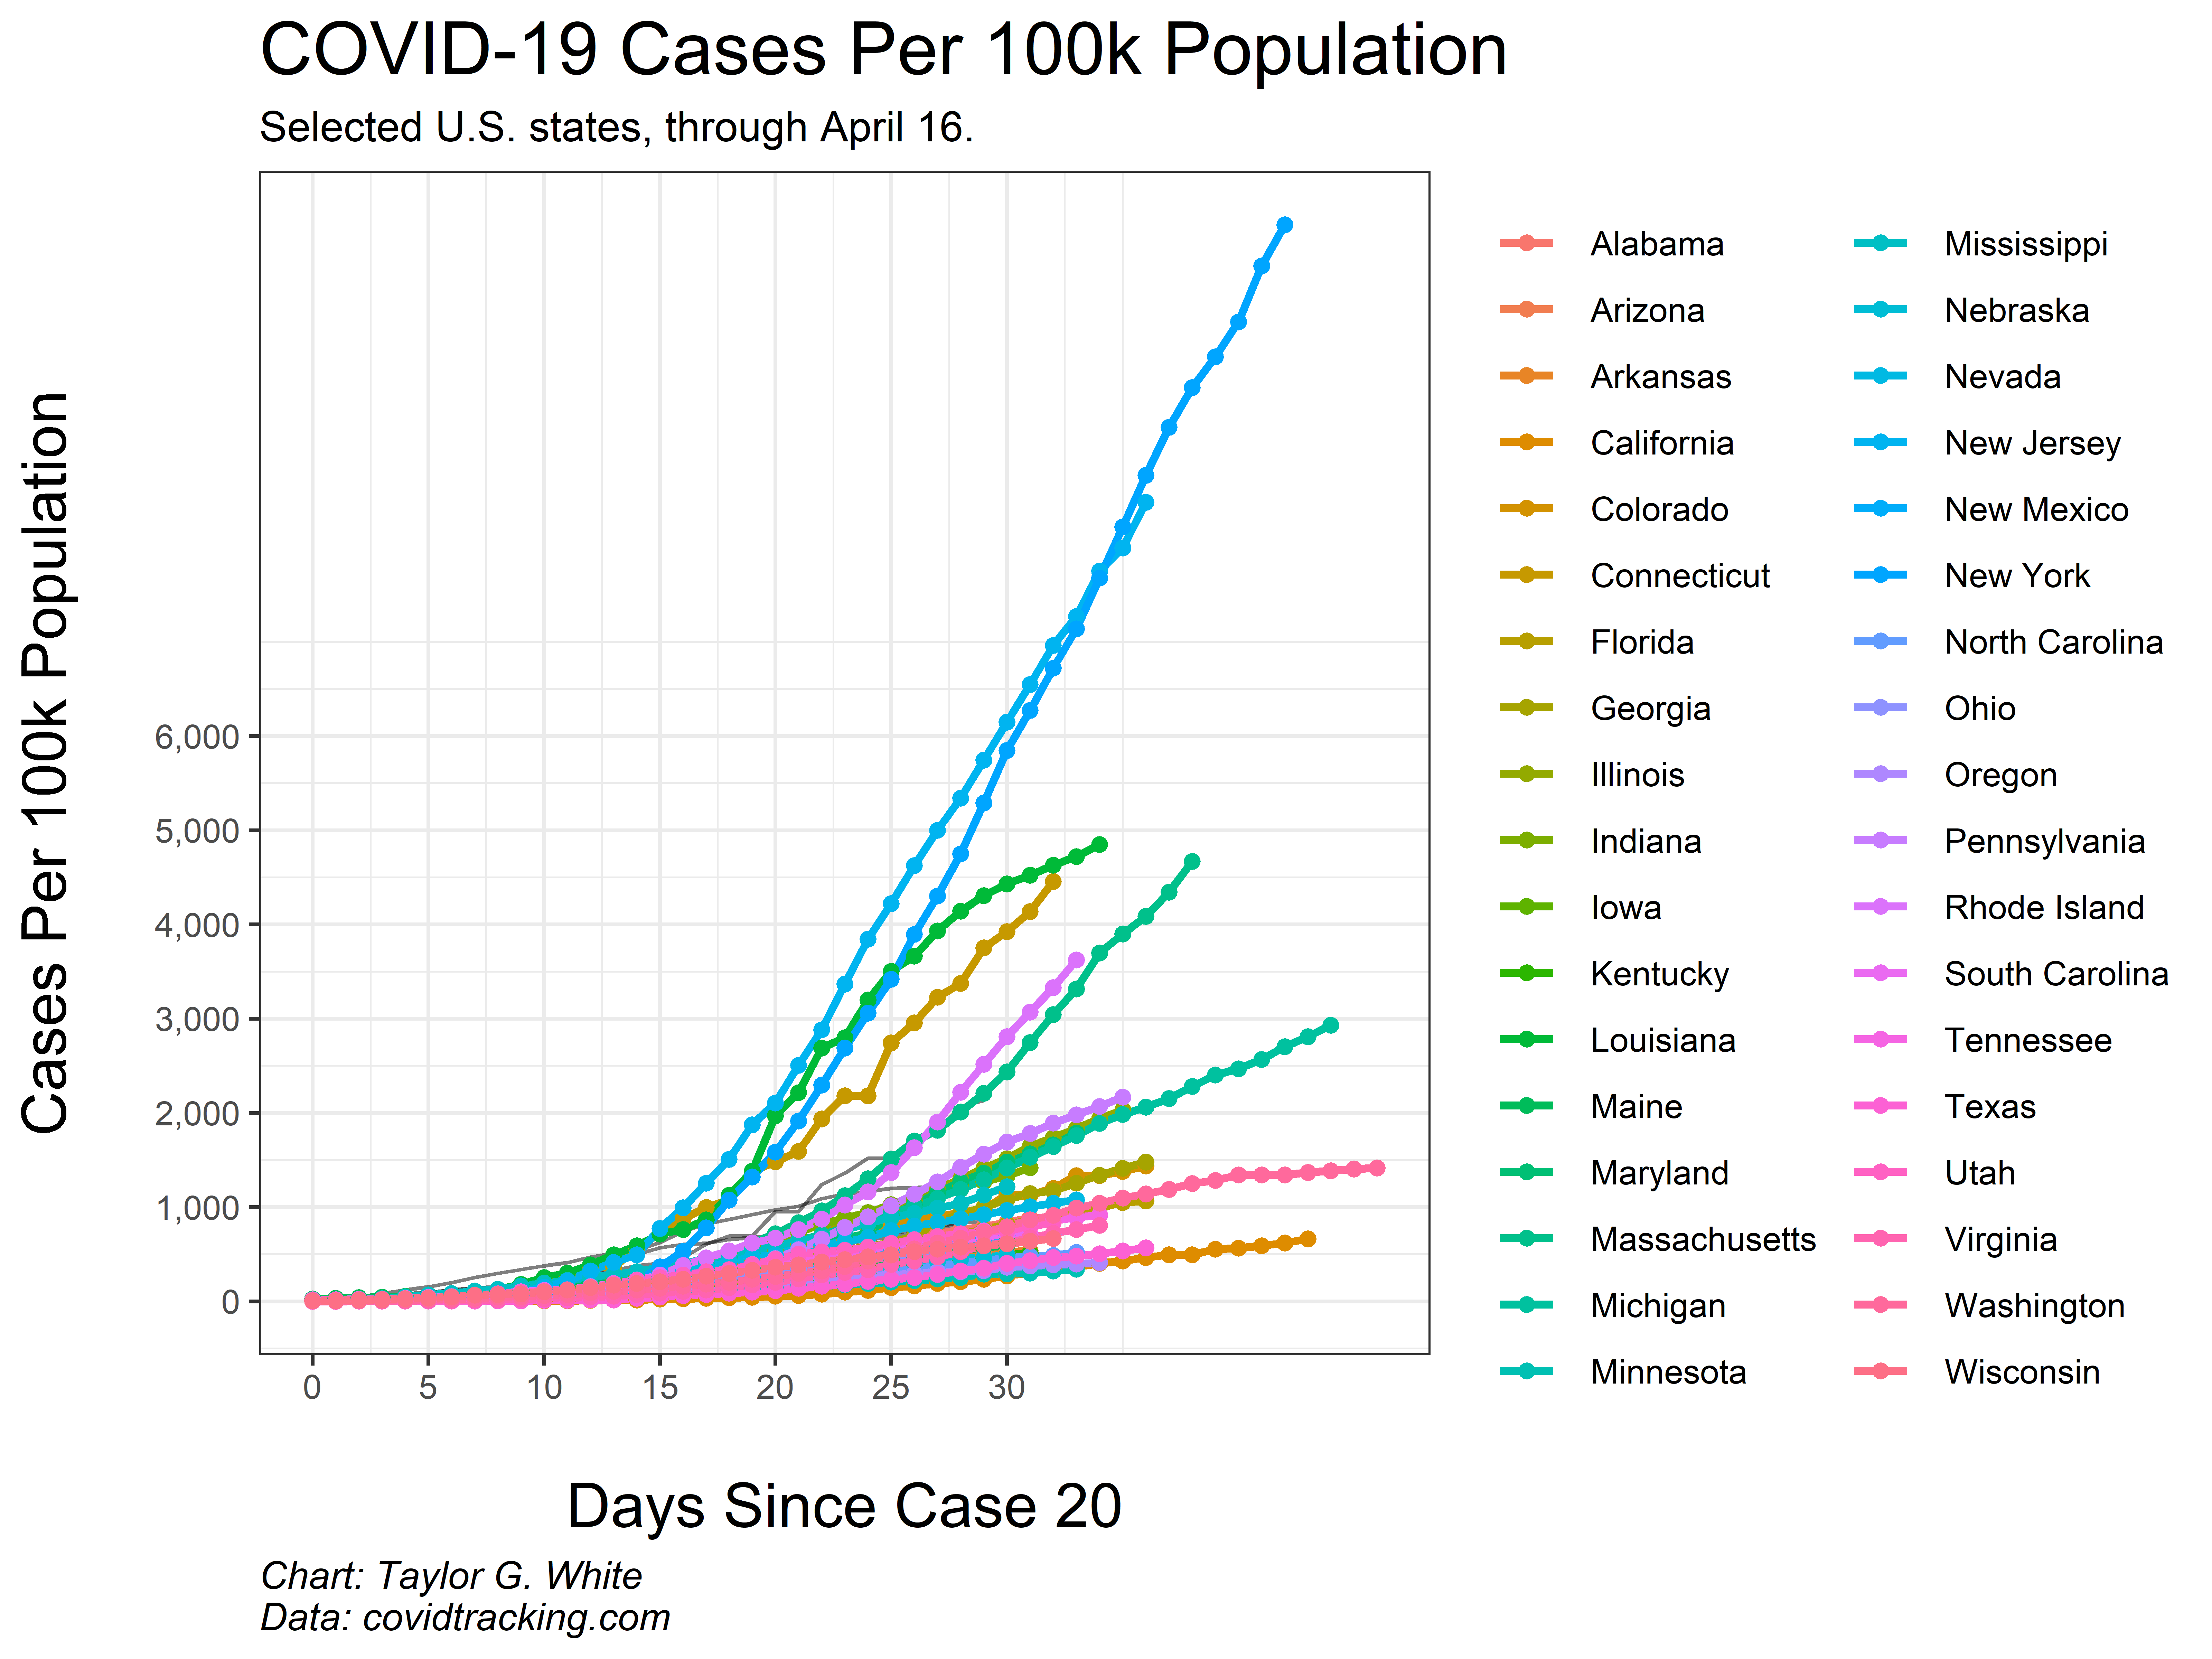 COVID-19 Cases Per 100k Population
Selected U.S. states, through April 16.
Cases Per 100k Population
6,000
5,000
4,000
3,000
2,000
1,000
0
0 5 10 15 20 25 30
Days Since Case 20
Chart: Taylor G. White
Data: covidtracking.com
Alabama
Arizona
Arkansas
California
Colorado
Connecticut
Florida
Georgia
Illinois
Indiana
Iowa
Kentucky
Louisiana
Maine
Maryland
Massachusetts
Michigan
Minnesota
Mississippi
Nebraska
Nevada
New Jersey
New Mexico
New York
North Carolina
Ohio
Oregon
Pennsylvania
Rhode Island
South Carolina
Tennessee
Texas
Utah
Virginia
Washington
Wisconsin